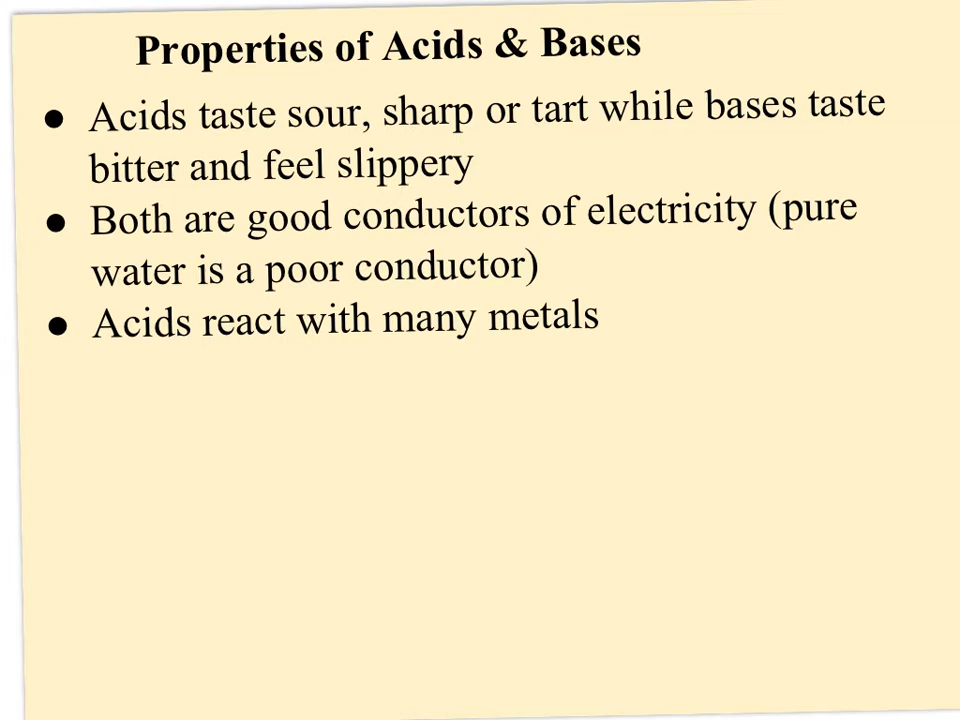 Properties of Acids & Bases
● Acids taste sour, sharp or tart while bases taste
bitter and feel slippery
● Both are good conductors of electricity (pure
water is a poor conductor)
● Acids react with many metals